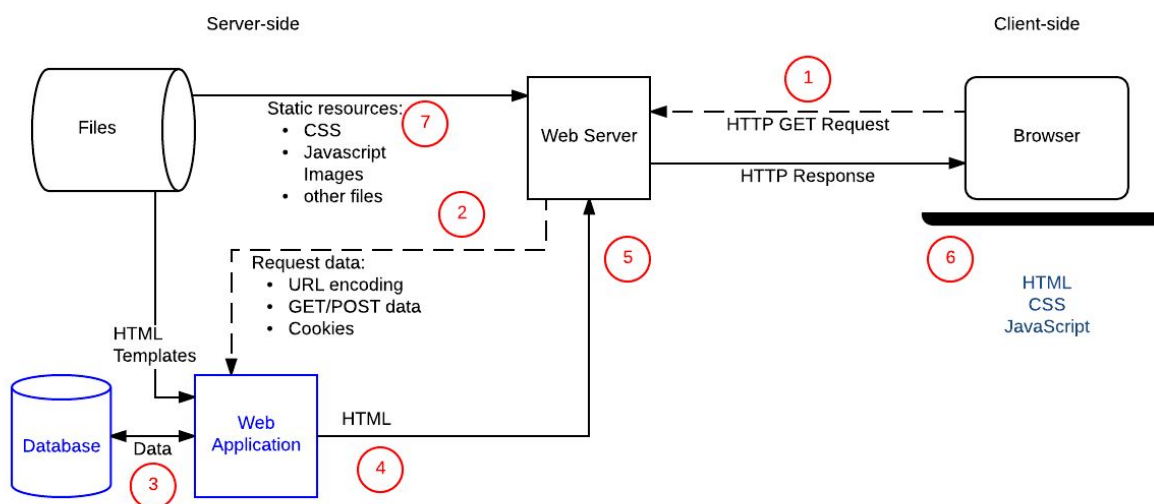 Server-side
Client-side
Files
Static resources:
• CSS
• Javascript
Images
• other files
7
Web Server
1
HTTP GET Request
HTTP Response
Browser
2
Request data:
• URL encoding
• GET/POST data
• Cookies
5
6
HTML
CSS
JavaScript
HTML
Templates
Database
Data
3
Web
Application
HTML
4